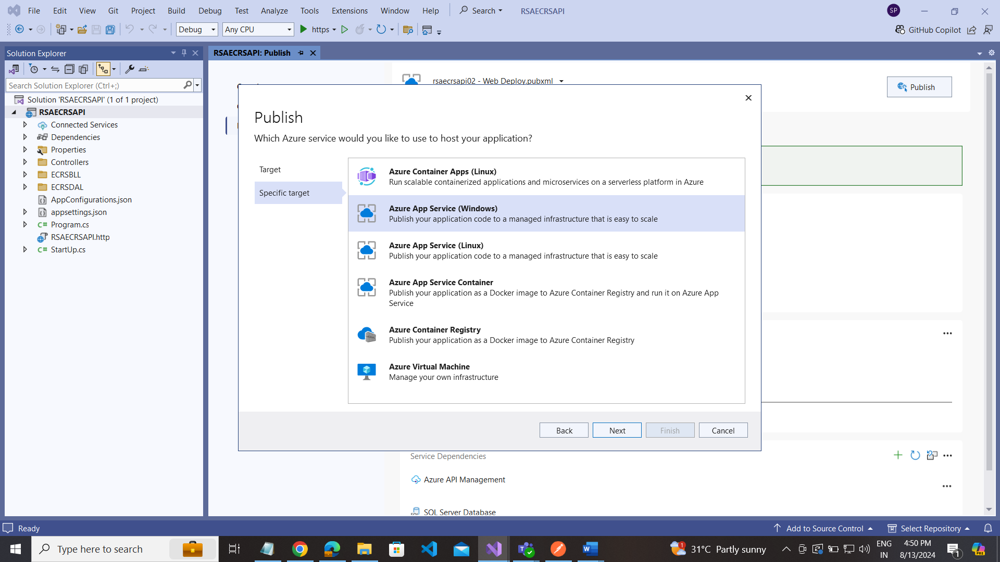 File Edit View Git Project Build Debug Test Analyze Tools Extensions Window Help Search RSAECRSAPI SP
Debug Any CPU https GitHub Copilot
Solution Explorer
RSAECRSAPI: Publish
Search Solution Explorer (Ctrl+;)
Solution 'RSAECRSAPI' (1 of 1 project)
RSAECRSAPI
Connected Services
Dependencies
Properties
Controllers
ECRSBLL
ECRSDAL
AppConfigurations.json
appsettings.json
C# Program.cs
RSAECRSAPI.http
C# StartUp.cs
rsaecrsapi02 - Web Deploy.pubxml
Publish
Publish
Which Azure service would you like to use to host your application?
Target
Specific target
Azure Container Apps (Linux)
Run scalable containerized applications and microservices on a serverless platform in Azure
Azure App Service (Windows)
Publish your application code to a managed infrastructure that is easy to scale
Azure App Service (Linux)
Publish your application code to a managed infrastructure that is easy to scale
Azure App Service Container
Publish your application as a Docker image to Azure Container Registry and run it on Azure App
Service
Azure Container Registry
Publish your application as a Docker image to Azure Container Registry
Azure Virtual Machine
Manage your own infrastructure
Back Next Finish Cancel
Service Dependencies
Azure API Management
SQL Server Database
Ready
Add to Source Control Select Repository
Type here to search
31°C Partly sunny
ENG
IN
4:50 PM
8/13/2024
1
1
PRE